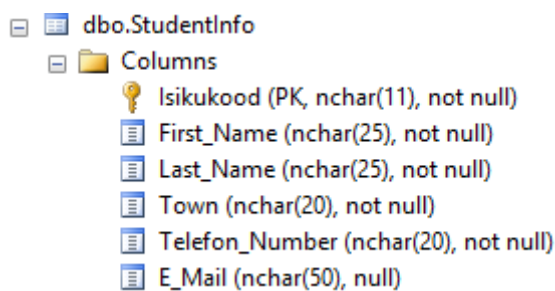 dbo.StudentInfo
Columns
Isikukood (PK, nchar(11), not null)
First_Name (nchar(25), not null)
Last_Name (nchar(25), not null)
Town (nchar(20), not null)
Telefon_Number (nchar(20), not null)
E_Mail (nchar(50), null)